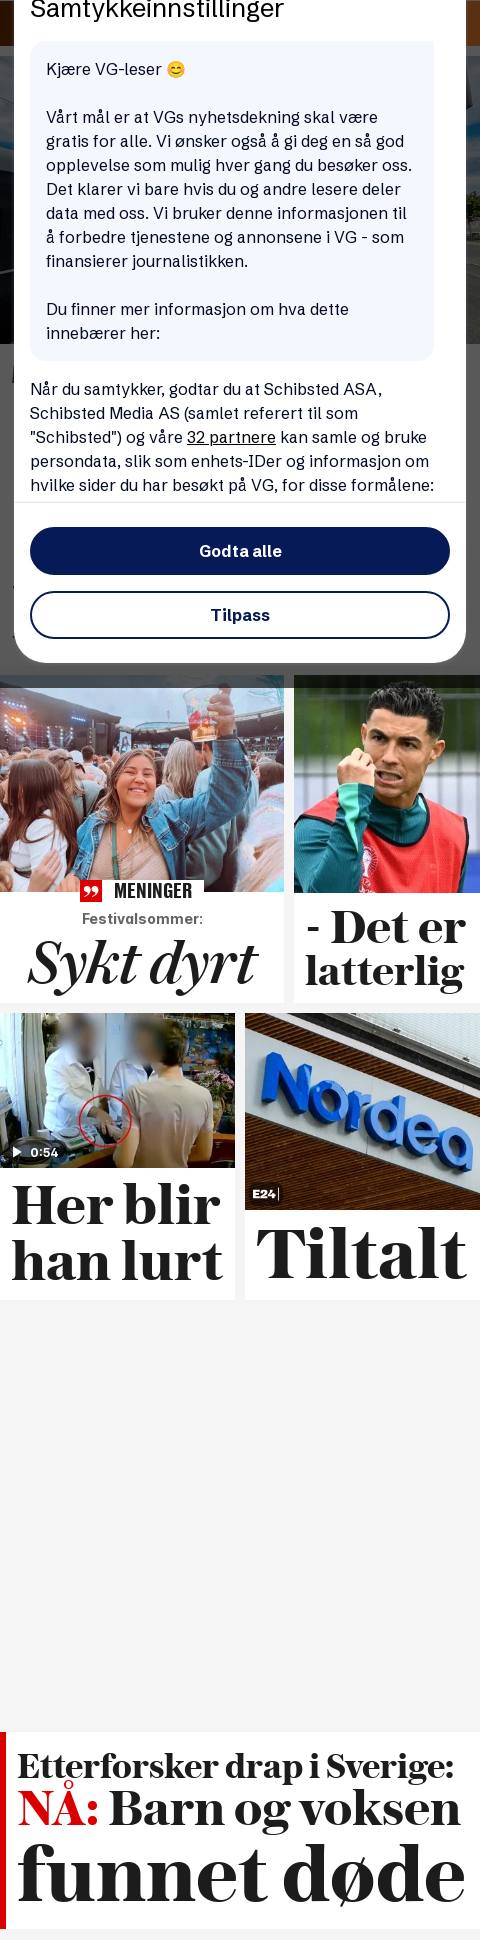 Samtykkeinnstillinger
Kjære VG-leser 😊
Vårt mål er at VGs nyhetsdekning skal være
gratis for alle. Vi ønsker også å gi deg en så god
opplevelse som mulig hver gang du besøker oss.
Det klarer vi bare hvis du og andre lesere deler
data med oss. Vi bruker denne informasjonen til
å forbedre tjenestene og annonsene i VG - som
finansierer journalistikken.
Du finner mer informasjon om hva dette
innebærer her:
Når du samtykker, godtar du at Schibsted ASA,
Schibsted Media AS (samlet referert til som
"Schibsted") og våre 32 partnere kan samle og bruke
persondata, slik som enhets-IDer og informasjon om
hvilke sider du har besøkt på VG, for disse formålene:
Godta alle
Tilpass
MENINGER
Festivalsommer:
Sykt dyrt
- Det er
latterlig
0:54
Her blir
han lurt
Nordea
E24
Tiltalt
Etterforsker drap i Sverige:
NÅ: Barn og voksen
funnet døde